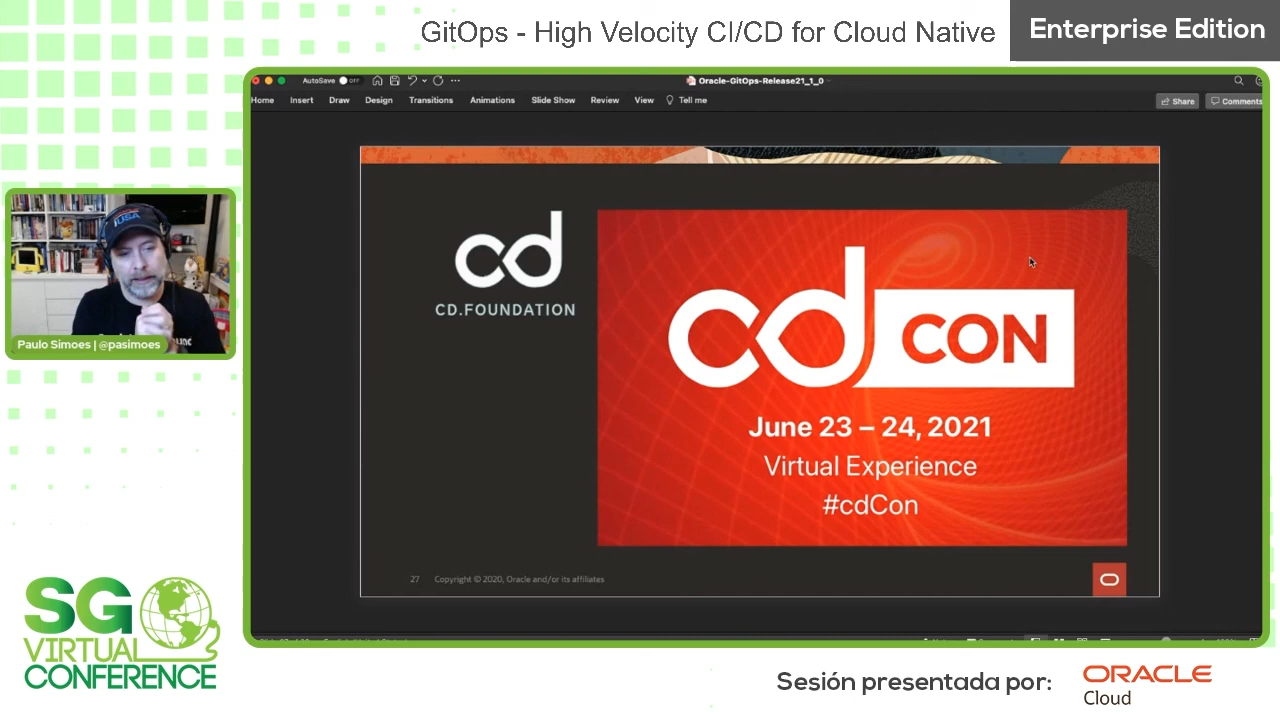 GitOps - High Velocity CI/CD for Cloud Native
Enterprise Edition
AutoSave OFF
Oracle-GitOps-Release21_1_0
Home Insert Draw Design Transitions Animations Slide Show Review View Tell me
Share Comments
cd
CD.FOUNDATION
cd CON
June 23 – 24, 2021
Virtual Experience
#cdCon
27 Copyright © 2020, Oracle and/or its affiliates
USA
Paulo Simoes | @pasimoes
SG
VIRTUAL
CONFERENCE
Sesión presentada por:
ORACLE
Cloud